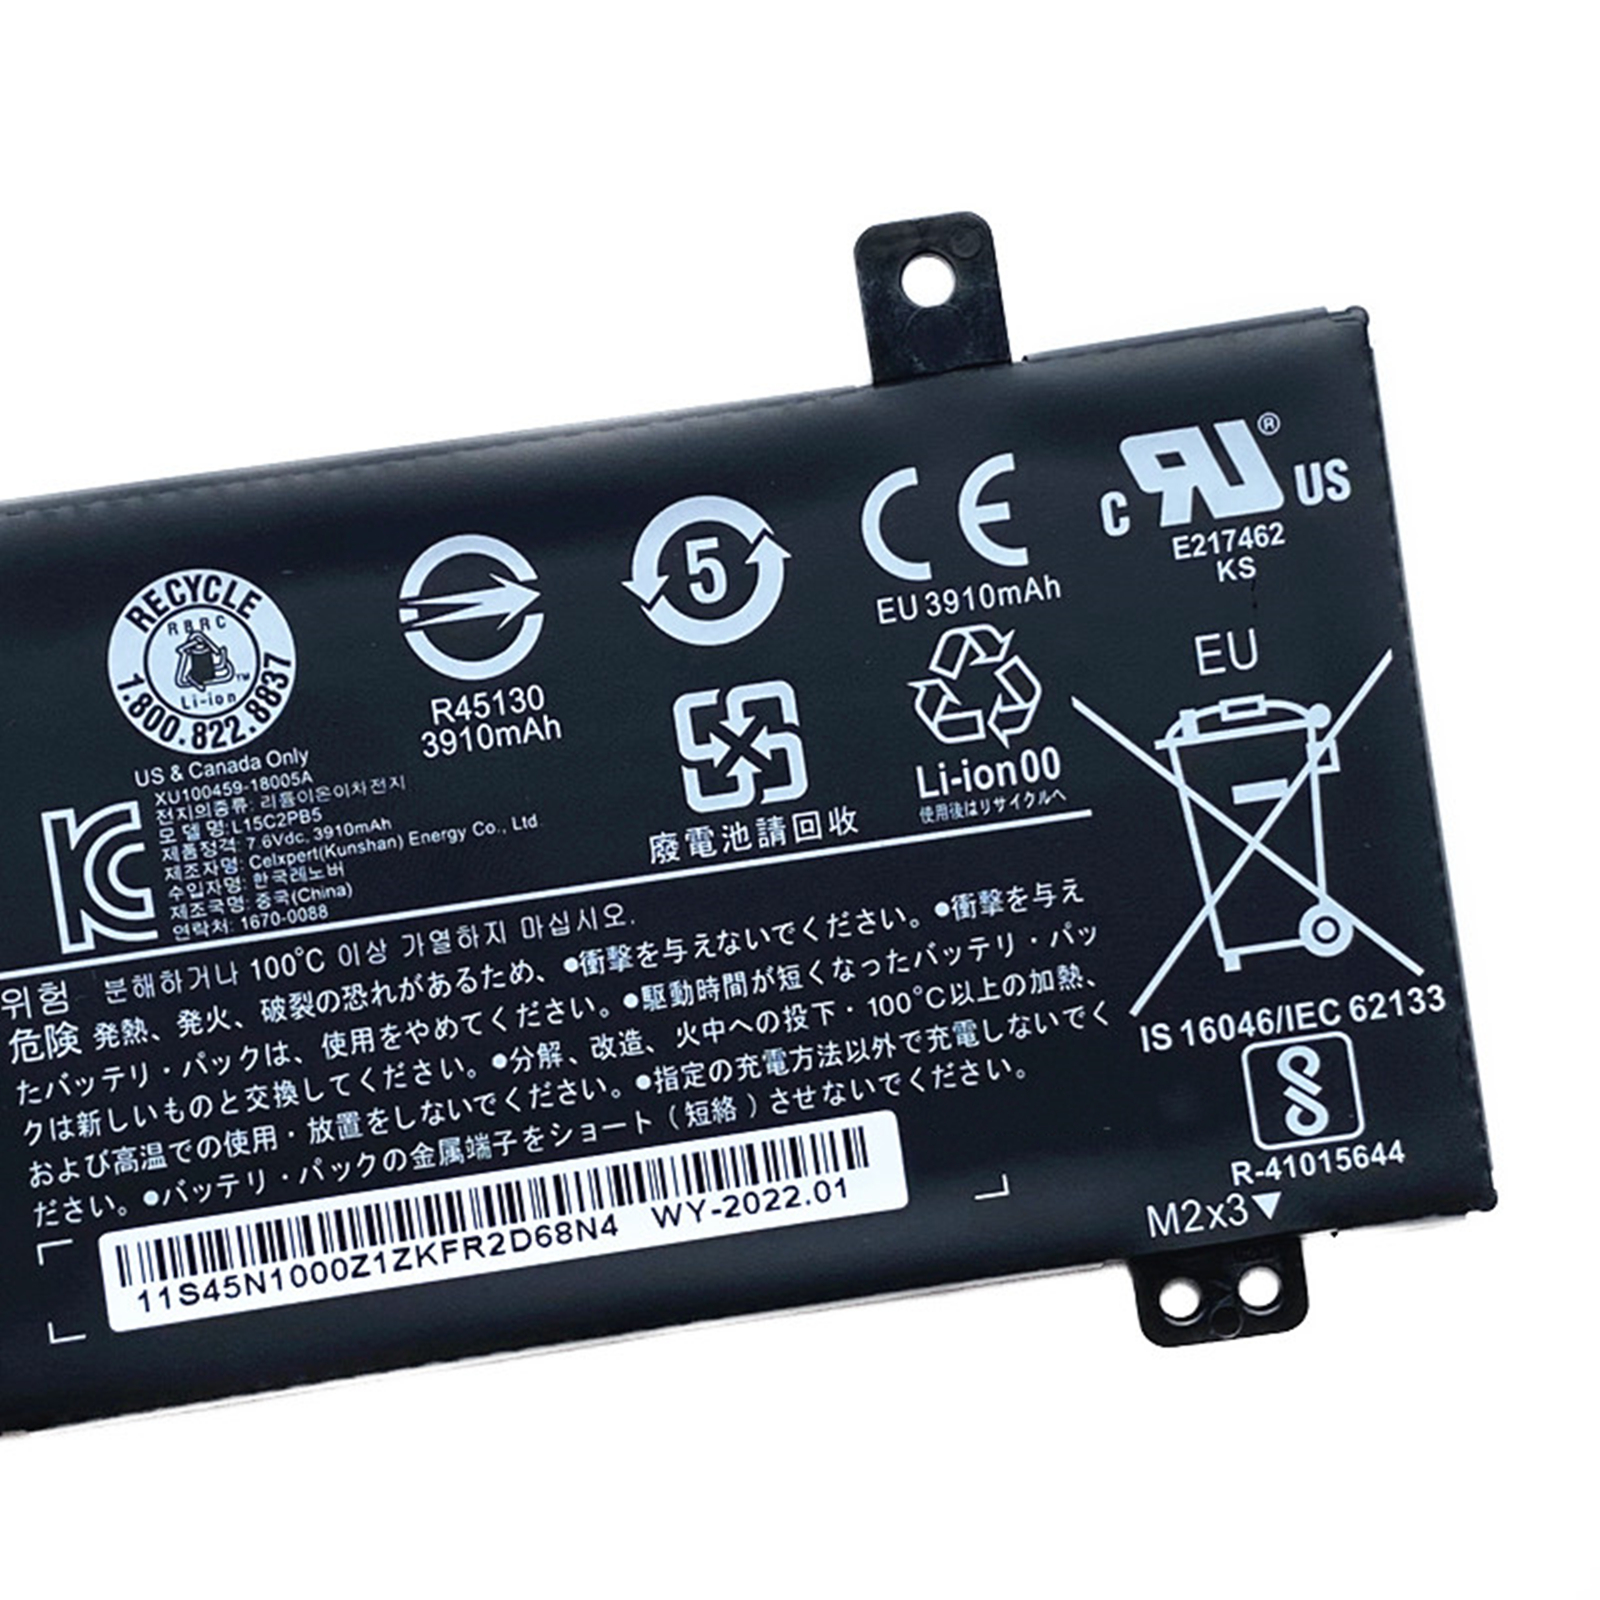 RECYCLE
RBRC
Li-ion
1.800.822.8837
US & Canada Only
R45130
3910mAh
5
廢電池請回收
CE
EU 3910mAh
Li-ion00
使用後はリサイクルへ
C RU® US
E217462
KS
EU
XU100459-18005A
전지의종류: 리튬이온이차전지
모 델 명:L15C2PB5
제품정격: 7.6Vdc, 3910mAh
제조자명: Celxpert(Kunshan) Energy Co., Ltd
수입자명: 한국레노버
제조국명: 중국(China)
연락처: 1670-0088
위험 분해하거나 100℃ 이상 가열하지 마십시오.
危険 発熱、発火、破裂の恐れがあるため、●衝撃を与えないでください。●衝撃を与え
たバッテリ・パックは、使用をやめてください。●駆動時間が短くなったバッテリ・パッ
クは新しいものと交換してください。●分解、改造、火中への投下・100℃以上の加熱、
および高温での使用・放置をしないでください。●指定の充電方法以外で充電しないでく
ださい。●バッテリ・パックの金属端子をショート（短絡）させないでください。
11S45N1000Z1ZKFR2D68N4 WY-2022.01
IS 16046/IEC 62133
R-41015644
M2x3▼